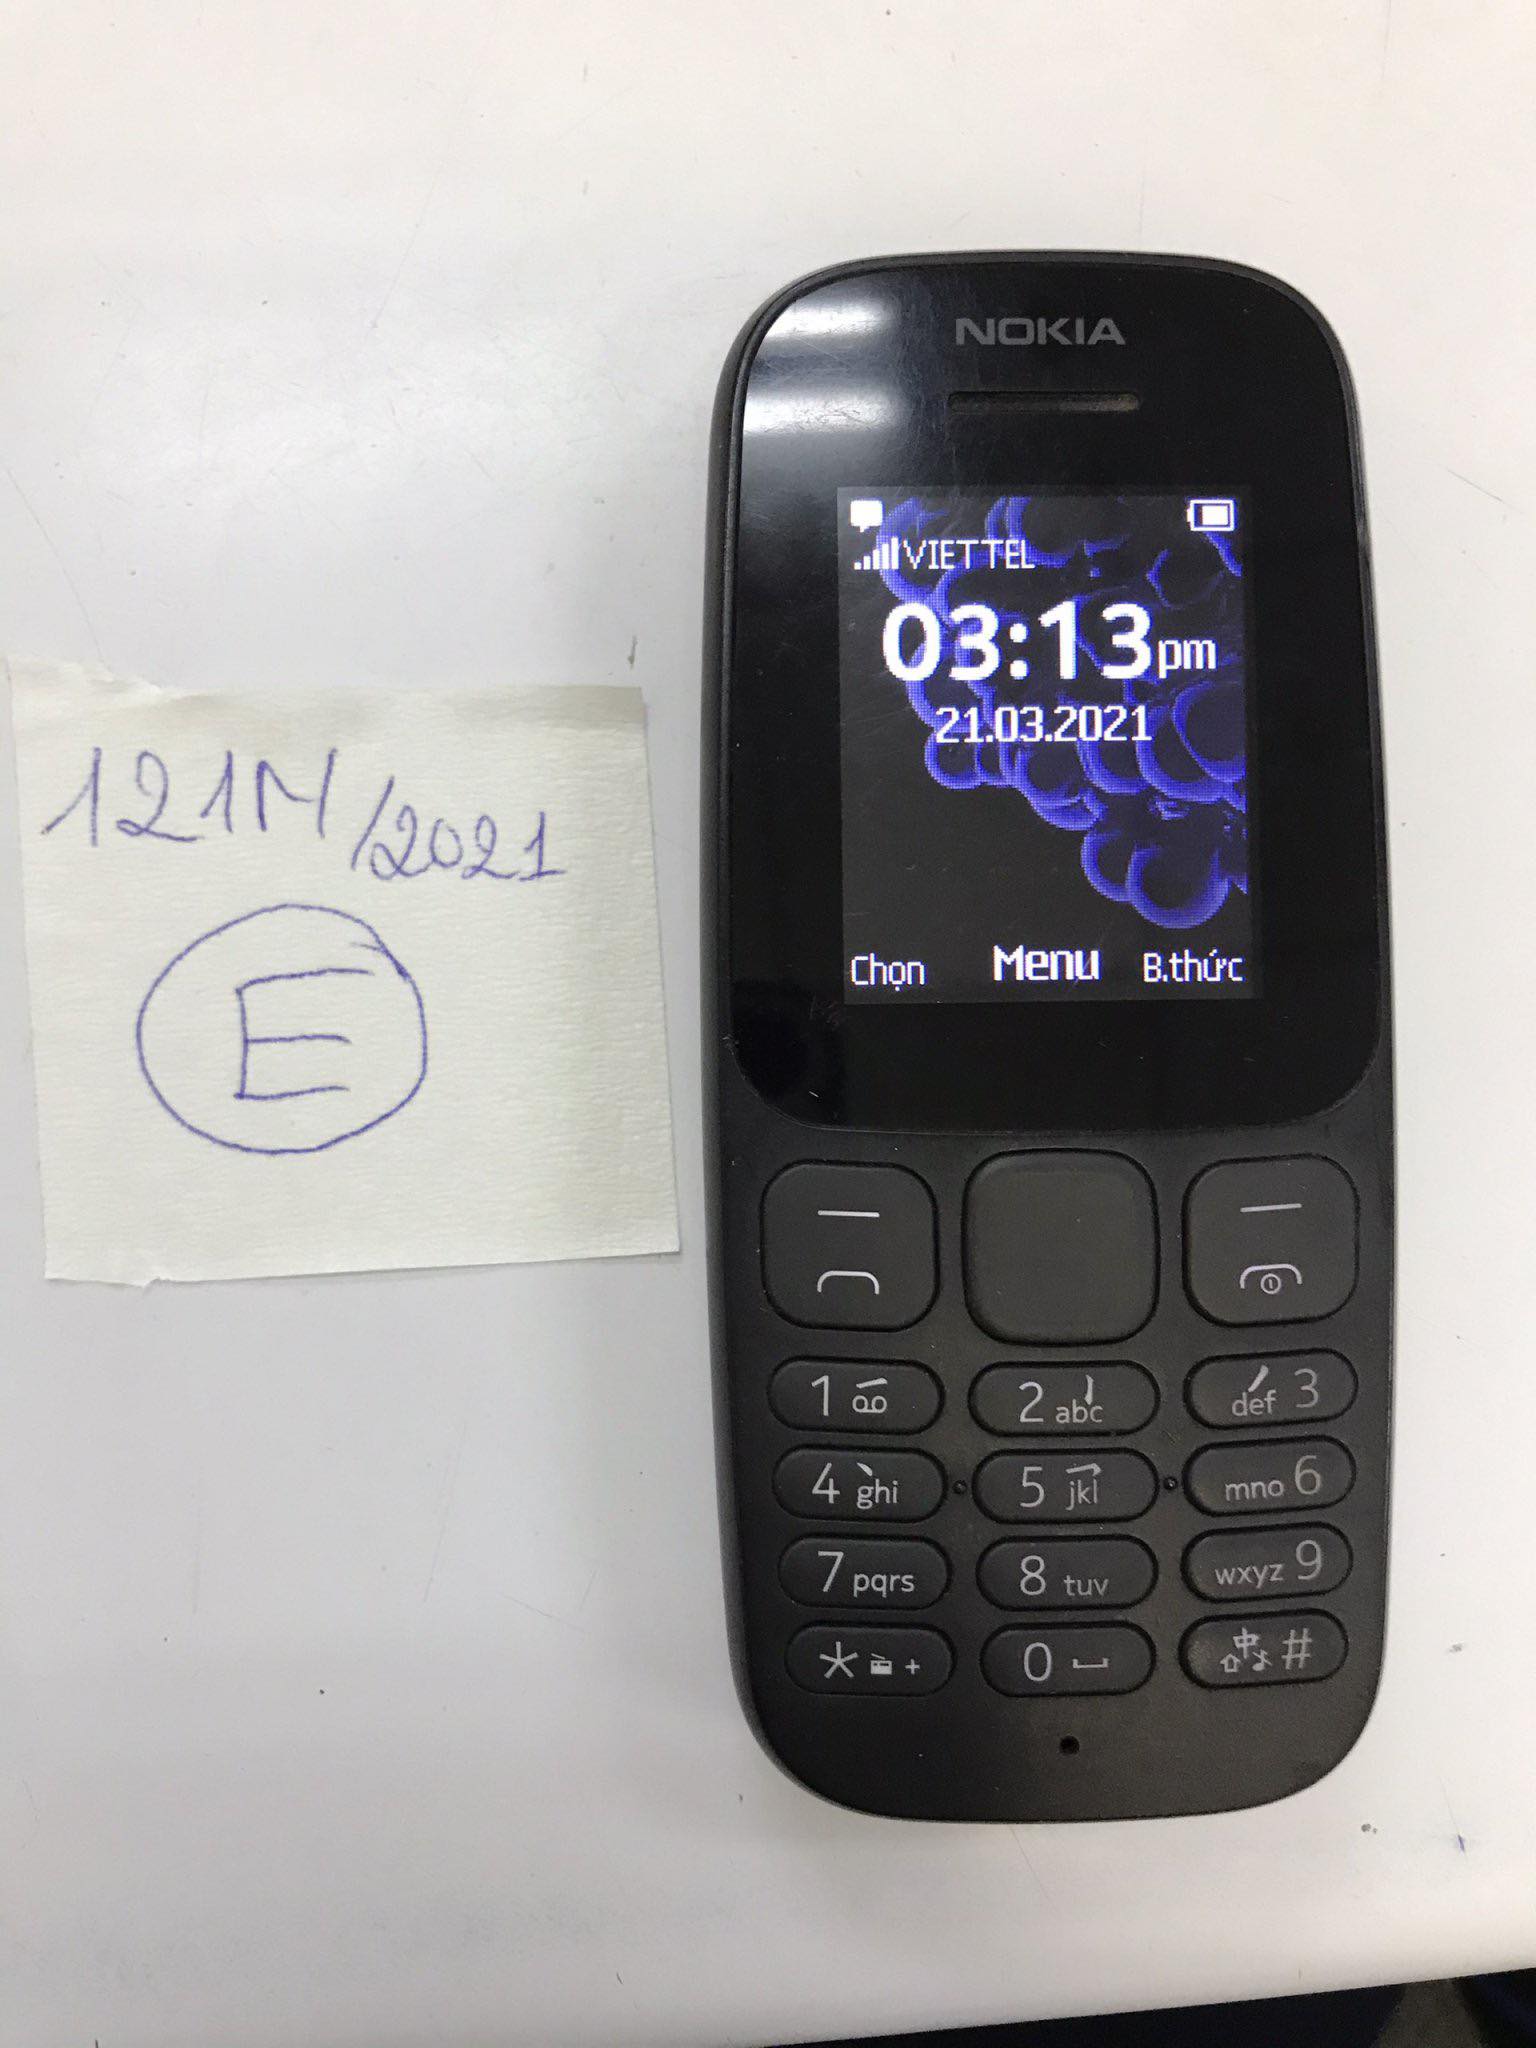 121M/2021
E
NOKIA
VIETTEL
03:13pm
21.03.2021
Chọn Menu B.thức
1 2 abc def 3
4 ghi 5 jkl mno 6
7 pqrs 8 tuv wxyz 9
* + 0 中 #